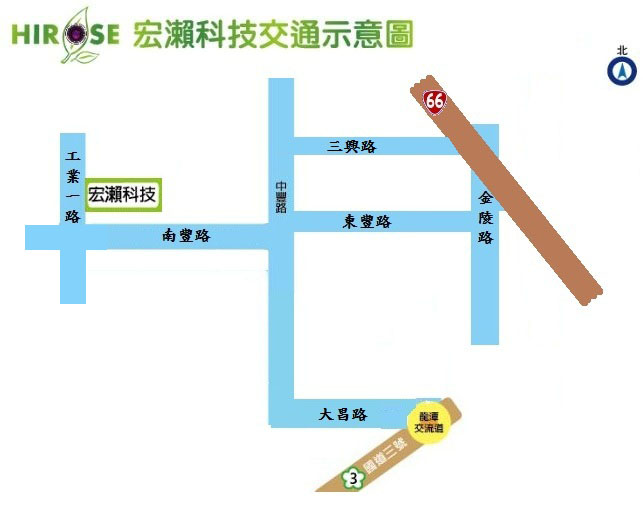 HIROSE 宏瀨科技交通示意圖
北
66
三興路
工業一路
宏瀨科技
中豐路
金陵路
東豐路
南豐路
大昌路
龍潭
交流道
國道三號
3